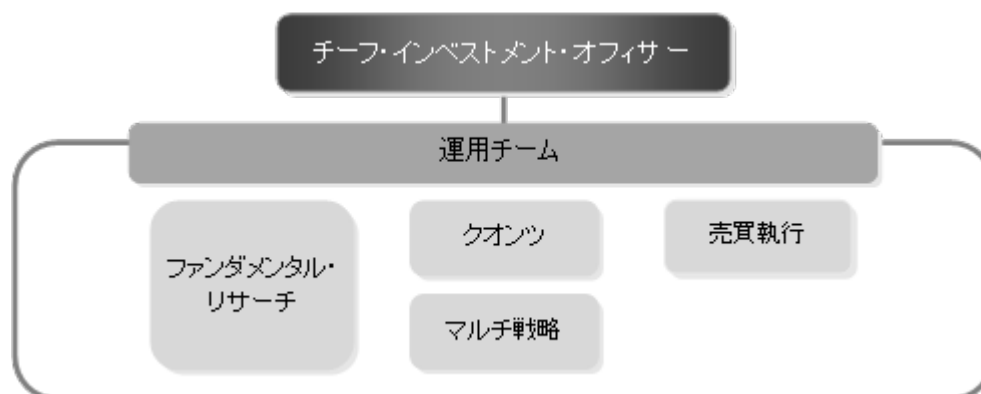 チーフ・インベストメント・オフィサー
運用チーム
ファンダメンタル・
リサーチ
クオンツ
マルチ戦略
売買執行